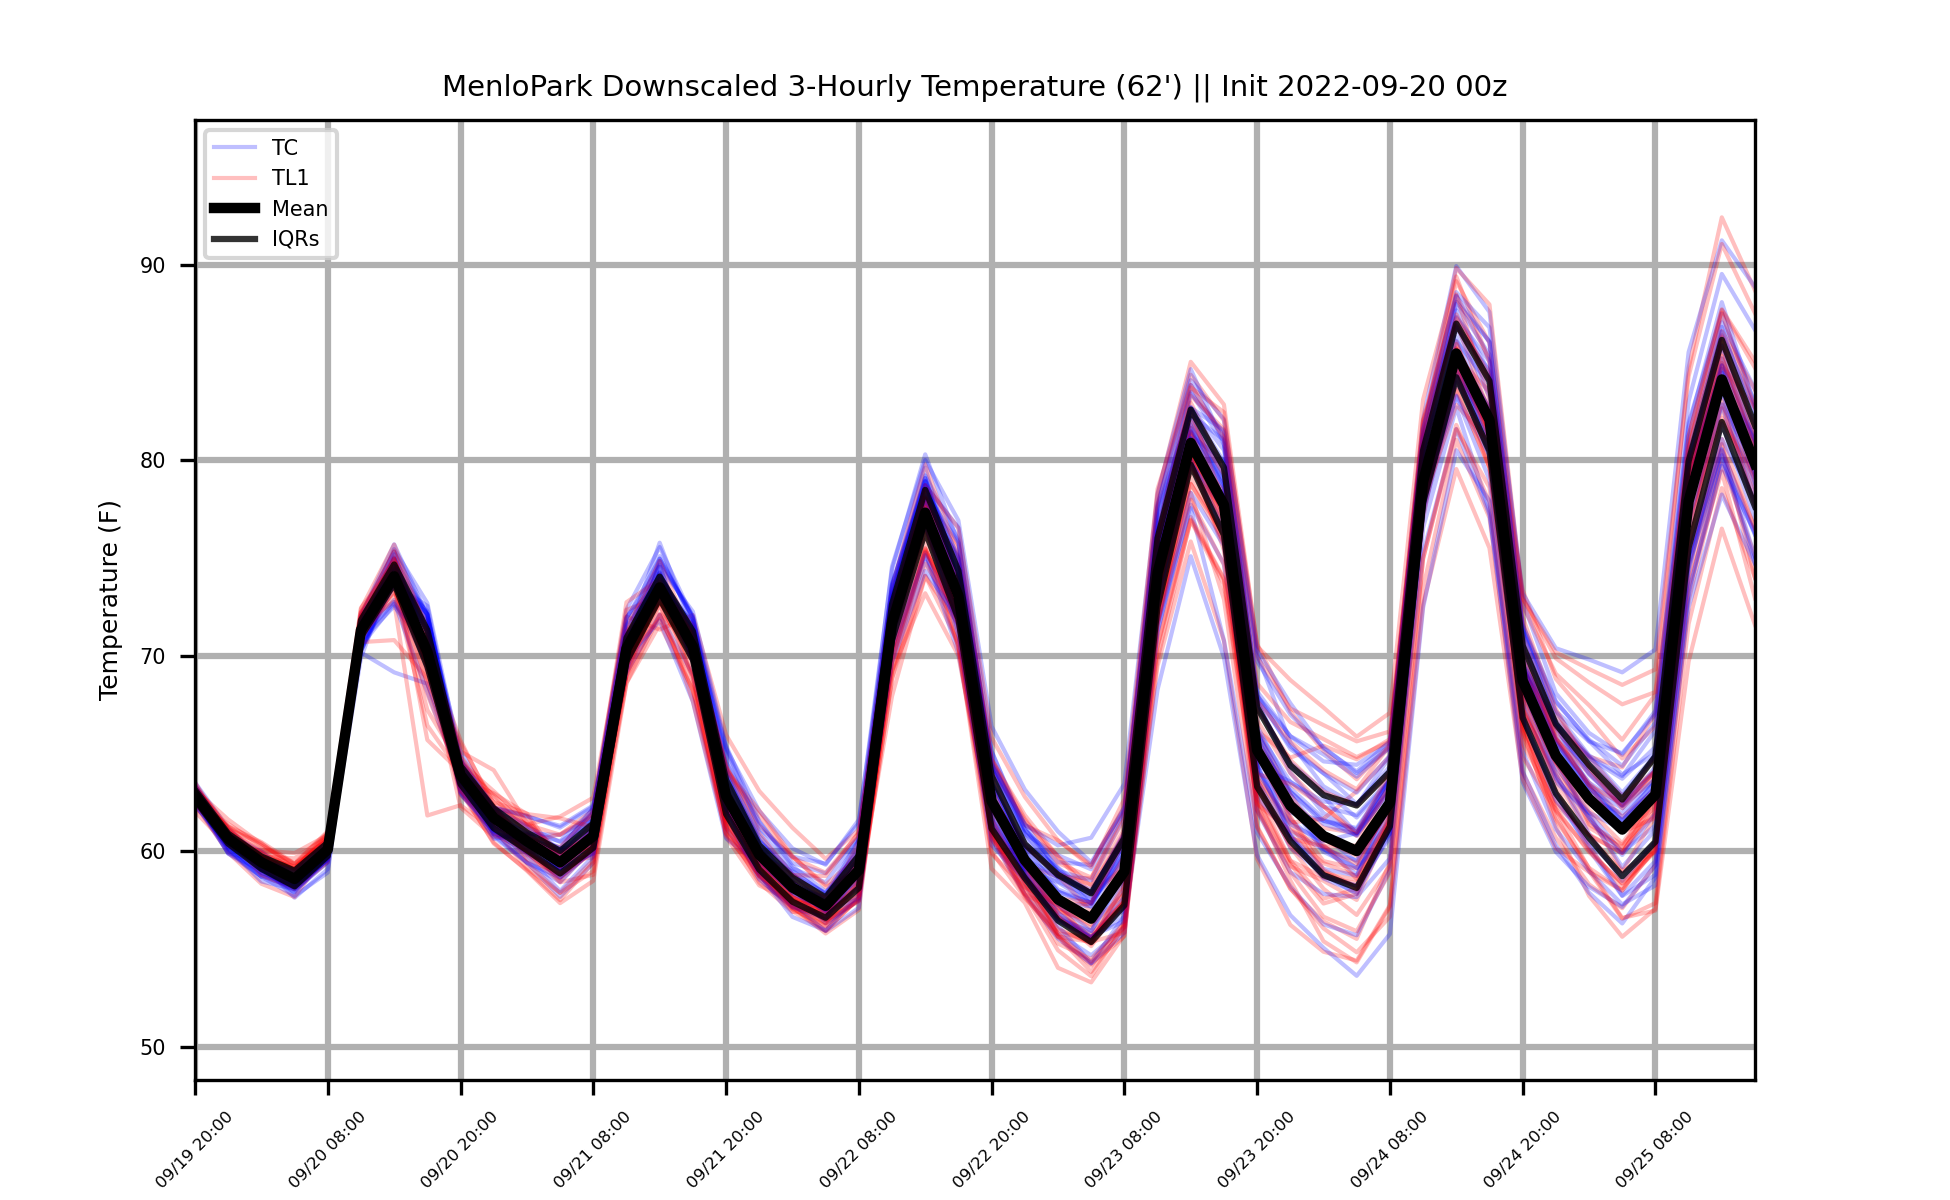 MenloPark Downscaled 3-Hourly Temperature (62') || Init 2022-09-20 00z
TC
TL1
Mean
IQRs
Temperature (F)
90
80
70
60
50
09/19 20:00
09/20 08:00
09/20 20:00
09/21 08:00
09/21 20:00
09/22 08:00
09/22 20:00
09/23 08:00
09/23 20:00
09/24 08:00
09/24 20:00
09/25 08:00